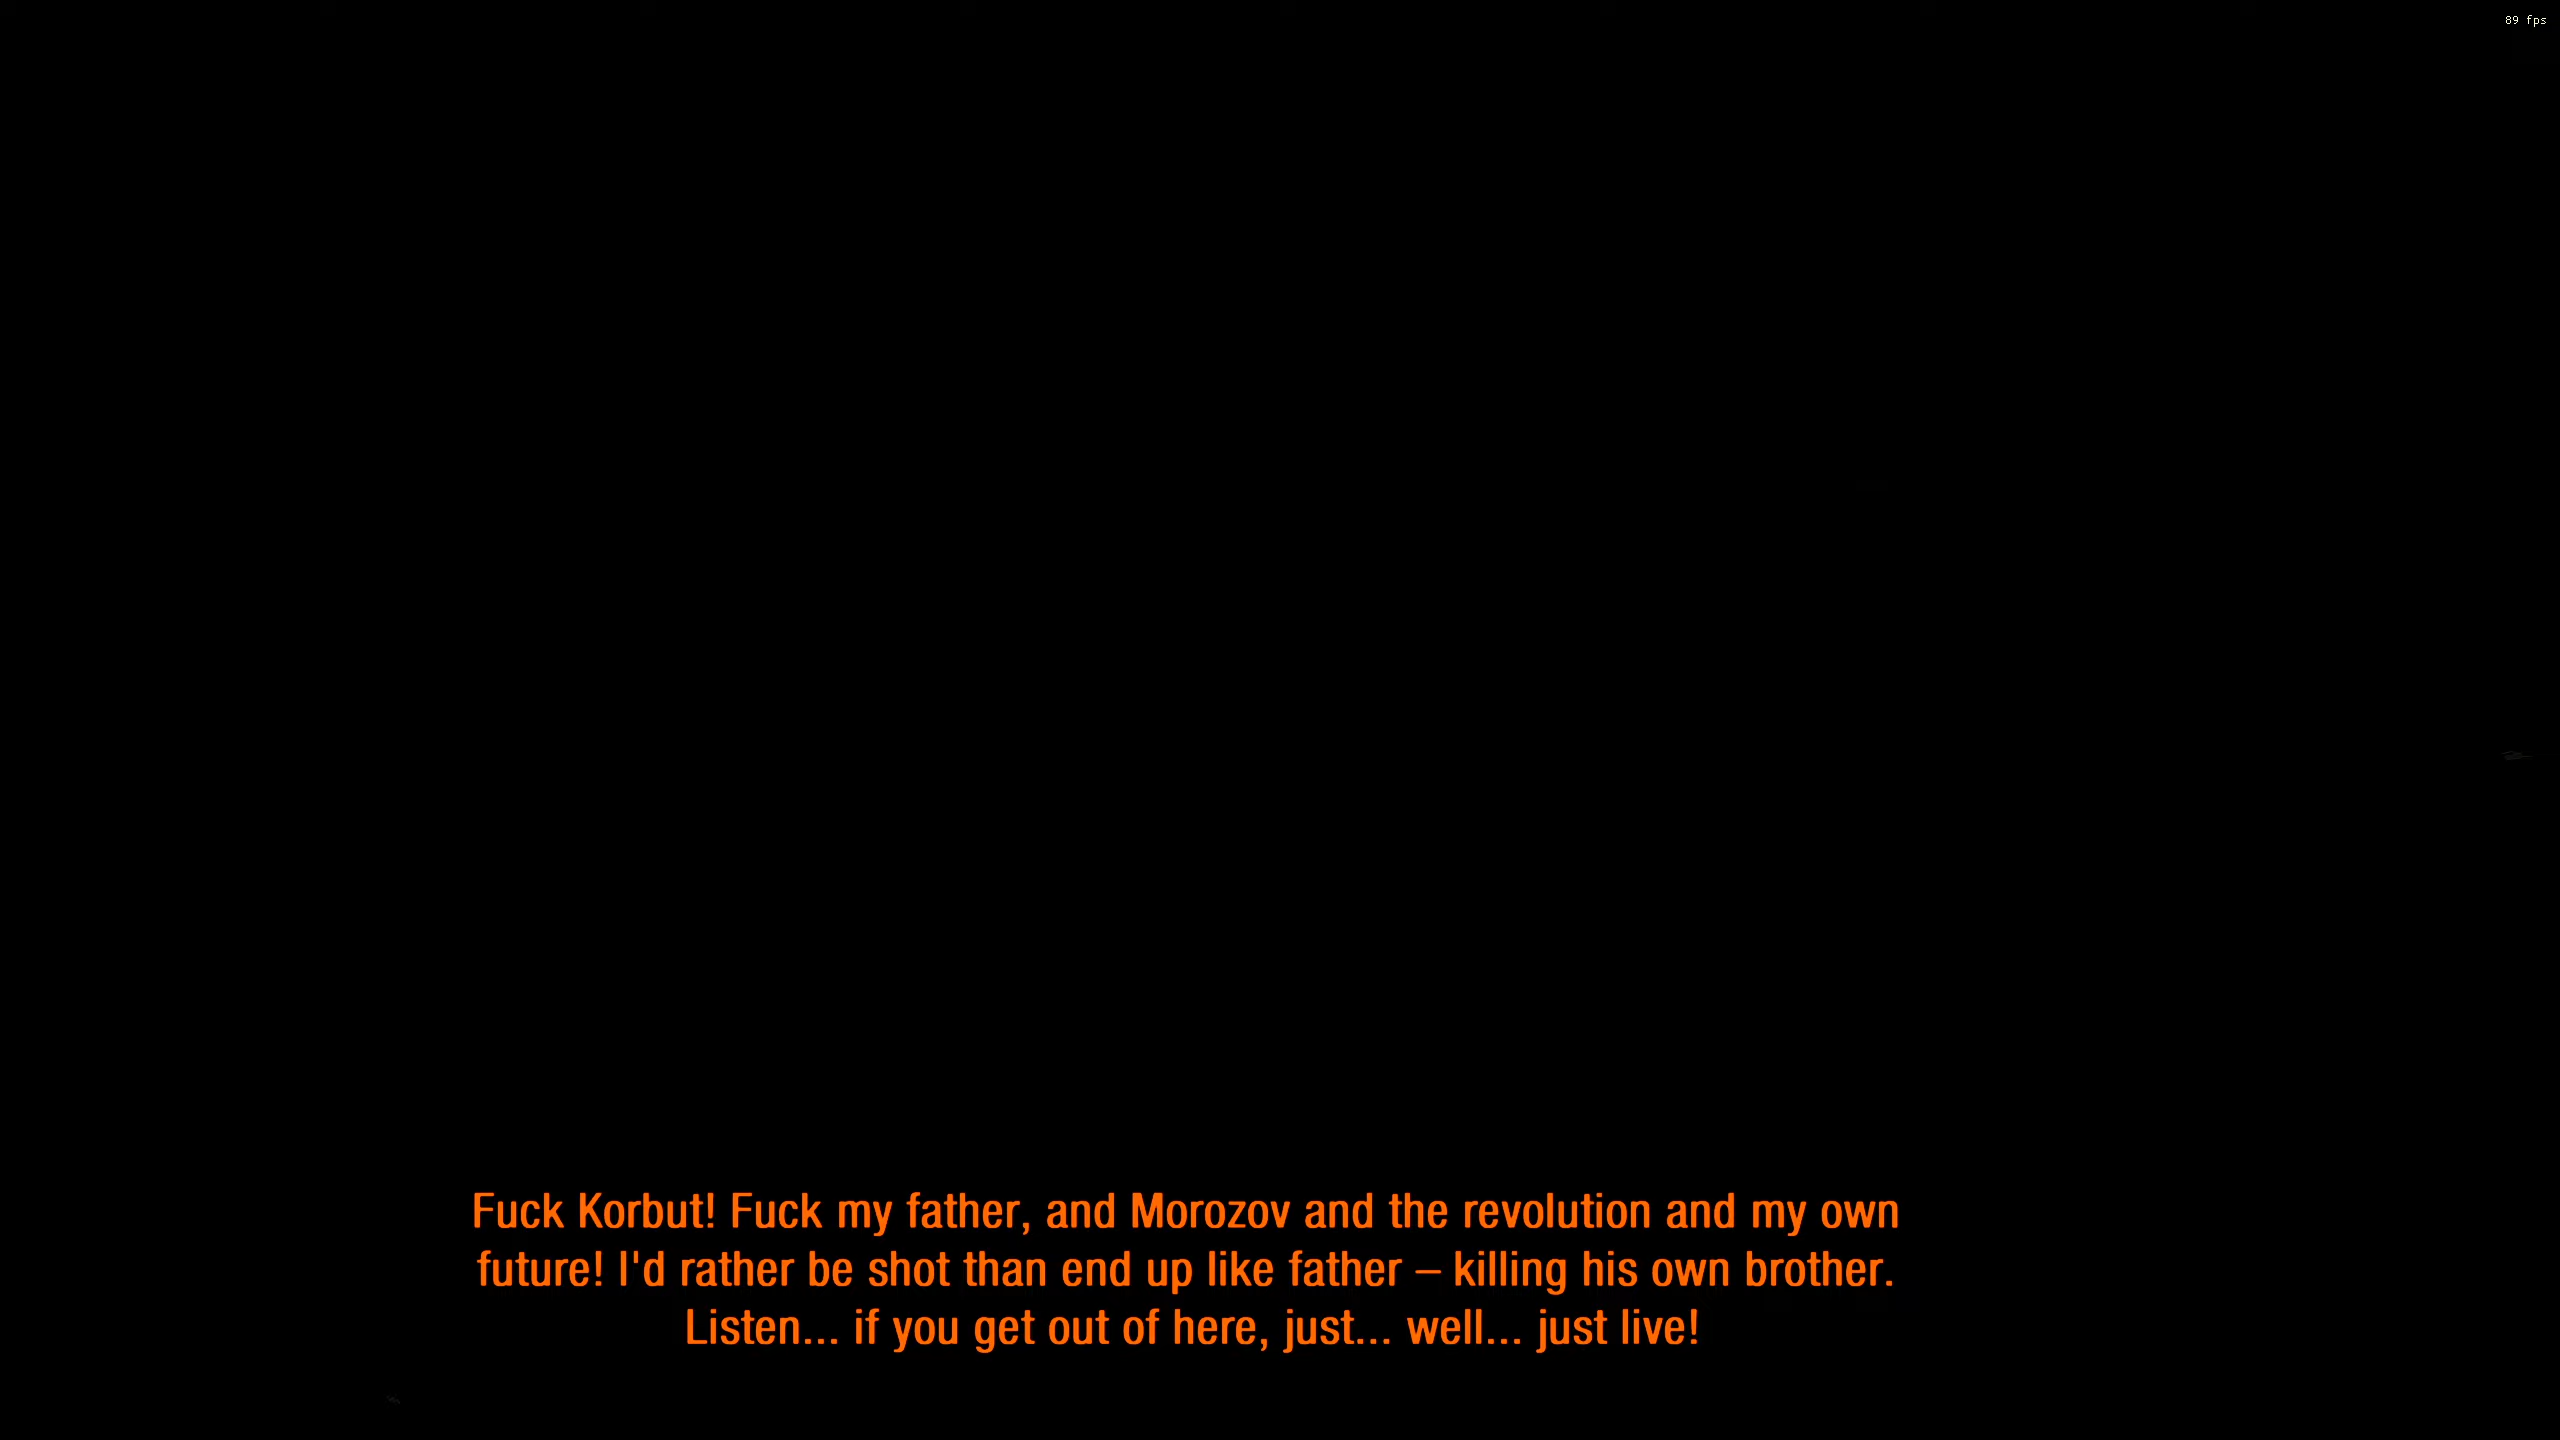 89 fps
Fuck Korbut! Fuck my father, and Morozov and the revolution and my own
future! I'd rather be shot than end up like father – killing his own brother.
Listen... if you get out of here, just... well... just live!